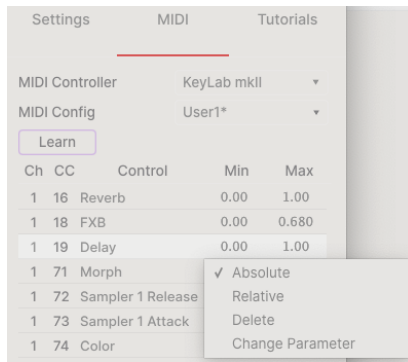 Settings MIDI Tutorials
MIDI Controller KeyLab mkII
MIDI Config User1*
Learn
Ch CC Control Min Max
1 16 Reverb 0.00 1.00
1 18 FXB 0.00 0.680
1 19 Delay 0.00 1.00
1 71 Morph ✓ Absolute
1 72 Sampler 1 Release Relative
1 73 Sampler 1 Attack Delete
1 74 Color Change Parameter